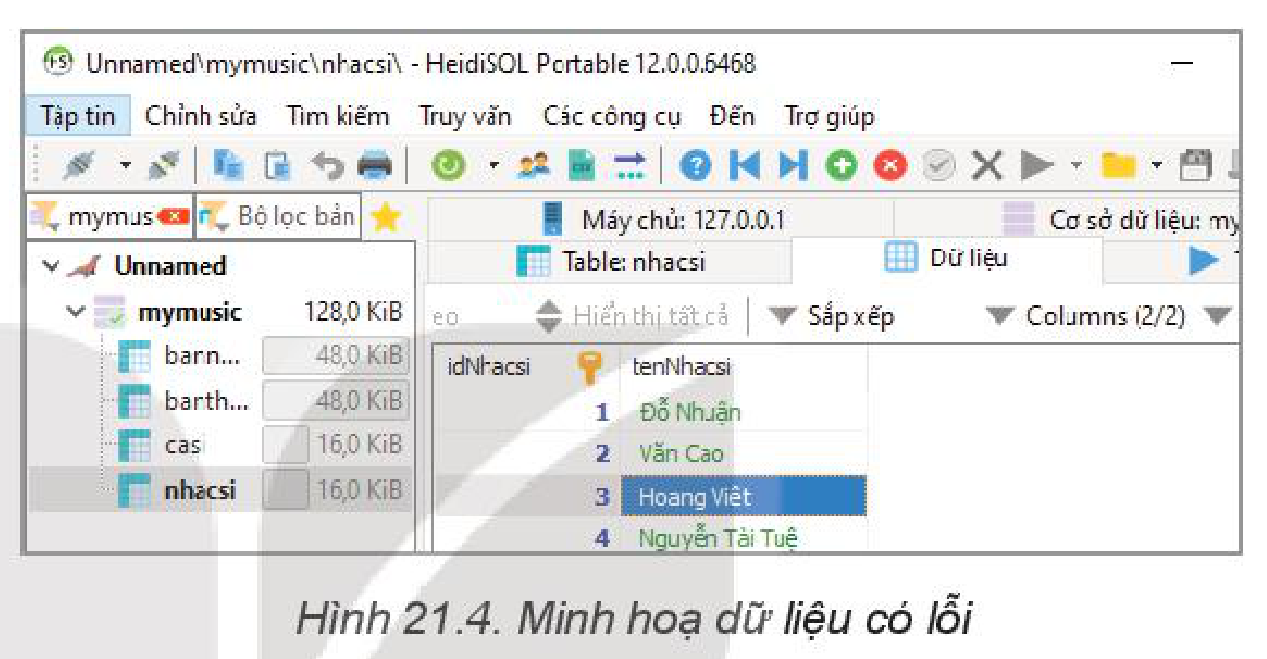 Unnamed\mymusic\nhacsi\ - HeidiSQL Portable 12.0.0.6468
Tập tin Chỉnh sửa Tìm kiếm Truy vấn Các công cụ Đến Trợ giúp
mymus Bộ lọc bản
Máy chủ: 127.0.0.1 Cơ sở dữ liệu: my
Unnamed
Table: nhacsi Dữ liệu
mymusic 128,0 KiB
eo Hiển thị tất cả Sắp xếp Columns (2/2)
barn... 48,0 KiB
idNhacsi tenNhacsi
barth... 48,0 KiB
1 Đỗ Nhuận
casi 16,0 KiB
2 Văn Cao
nhacsi 16,0 KiB
3 Hoang Việt
4 Nguyễn Tài Tuệ
Hình 21.4. Minh hoạ dữ liệu có lỗi